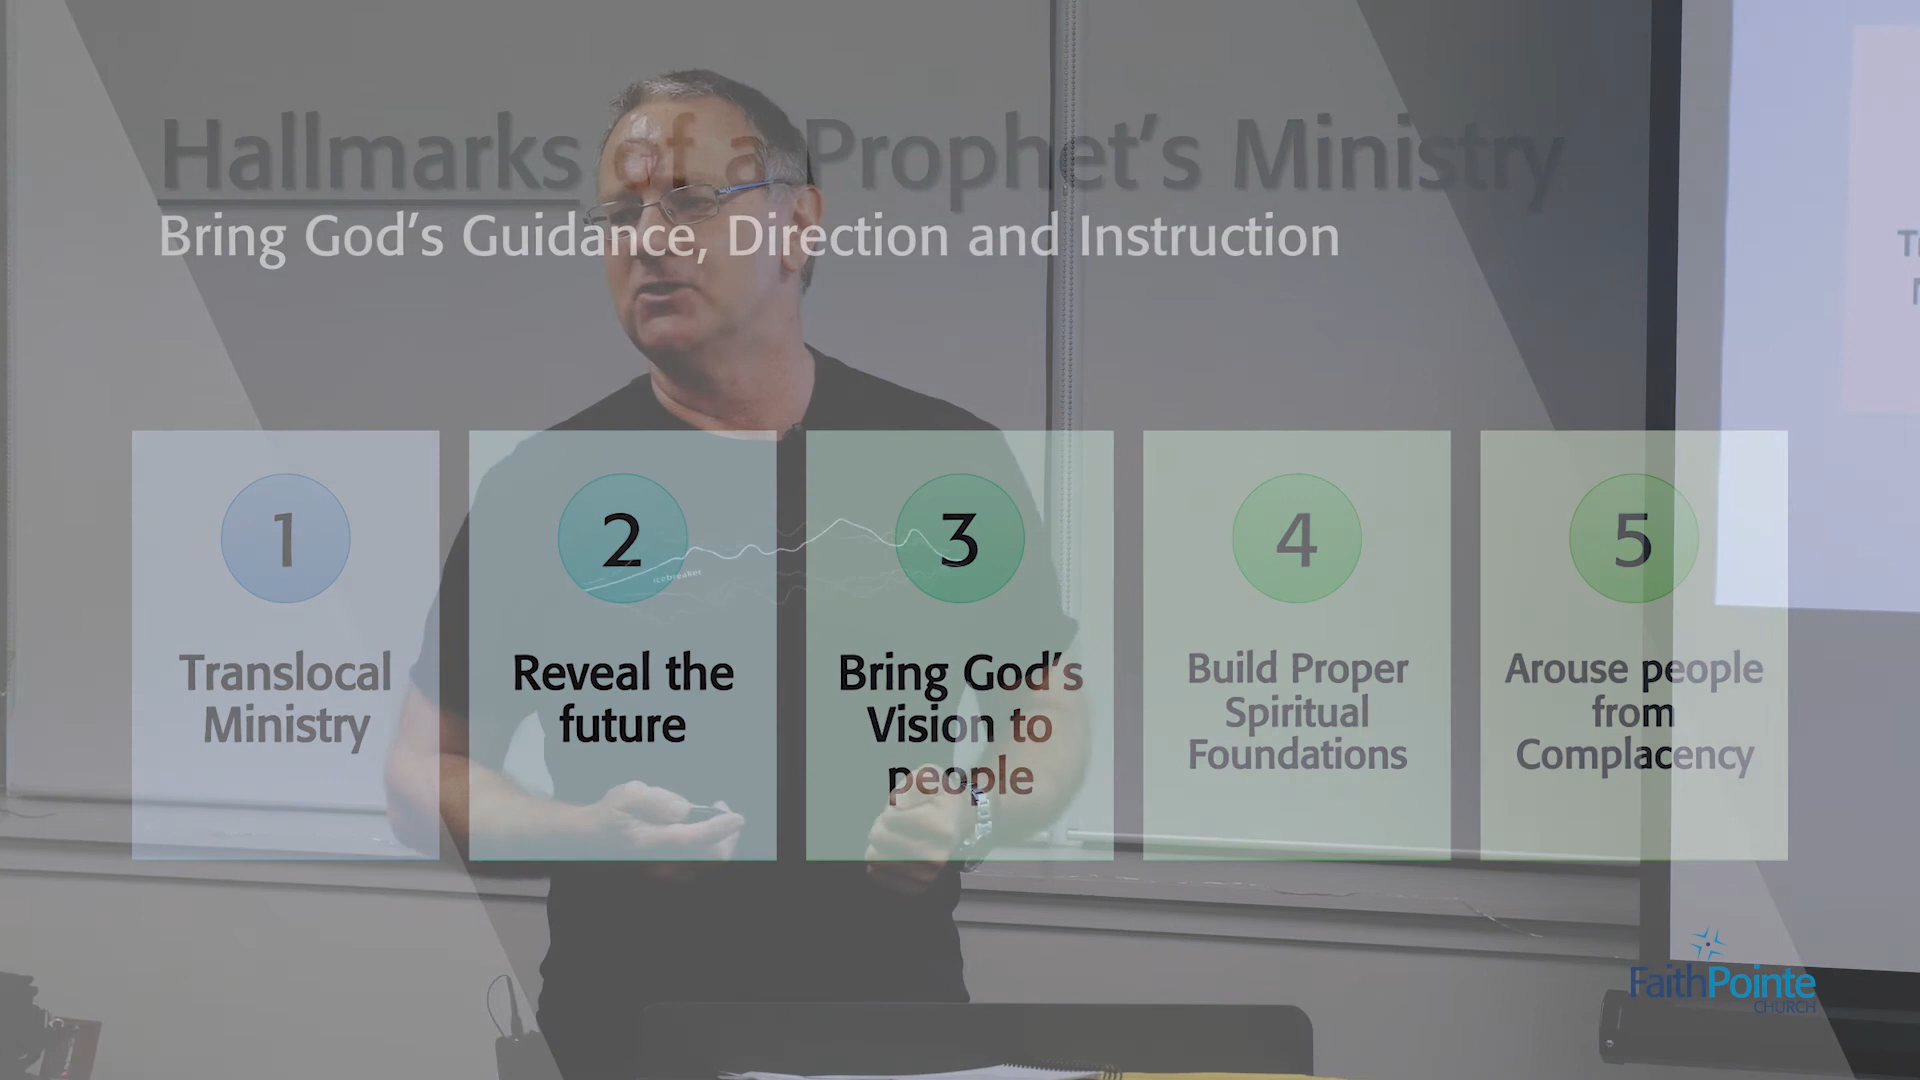 Hallmarks of a Prophet's Ministry
Bring God's Guidance, Direction and Instruction
1
Translocal
Ministry
2
Reveal the
future
3
Bring God's
Vision to
people
4
Build Proper
Spiritual
Foundations
5
Arouse people
from
Complacency
icebreaker
FaithPointe
CHURCH